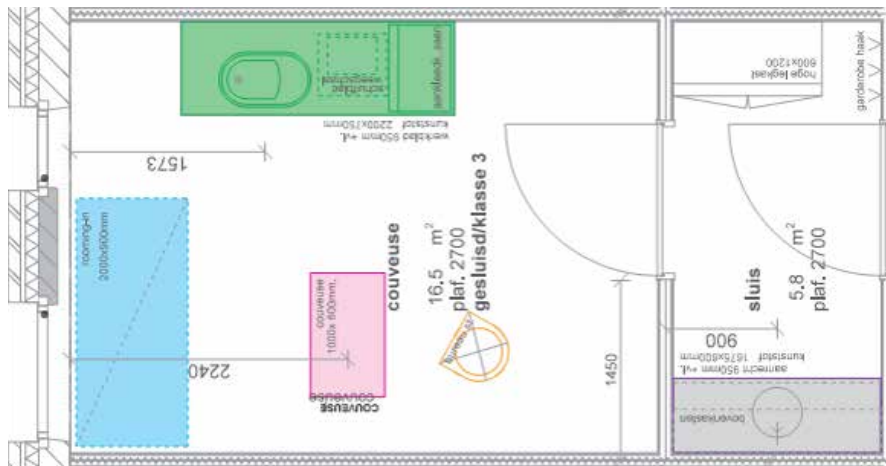 rooming-in
2000x900mm
1573
2240
couveuse
1000x 600mm.
COUVEUSE
COUVEUSE
werkblad 950mm +vl.
kunststof 2200x750mm
couveuse
16.5 m²
plaf. 2700
gesluisd/klasse 3
1450
hoge legkast
600x1200
garderobe haak
sluis
5.8 m²
plaf. 2700
900
aanrecht 950mm +vl.
kunststof 1675x600mm
bovenkasten